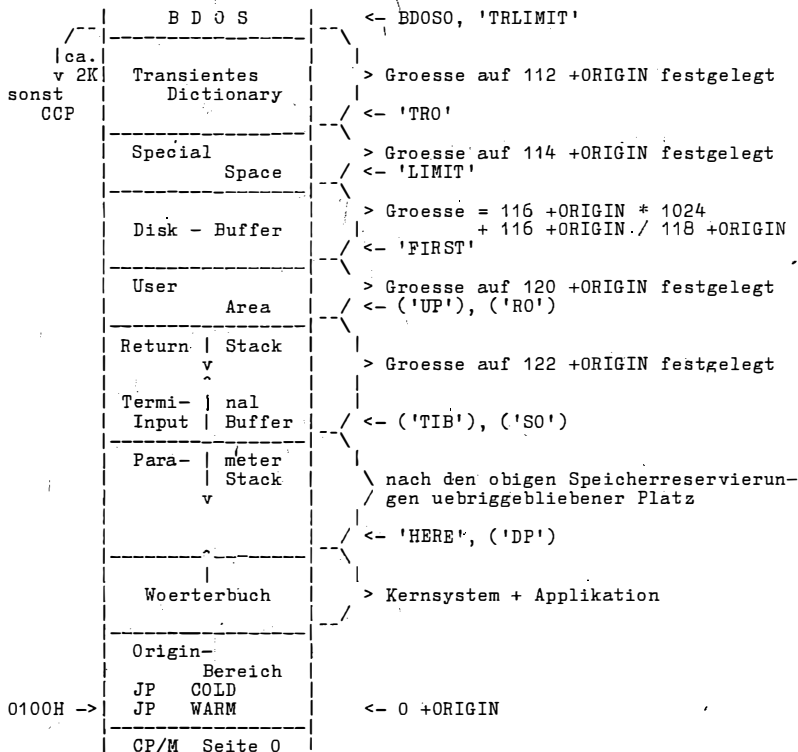 B D O S <- BDOSO, 'TRLIMIT'
ca.
v 2K Transientes > Groesse auf 112 +ORIGIN festgelegt
sonst Dictionary
CCP <- 'TRO'
Special > Groesse auf 114 +ORIGIN festgelegt
Space <- 'LIMIT'
> Groesse = 116 +ORIGIN * 1024
Disk - Buffer + 116 +ORIGIN / 118 +ORIGIN
<- 'FIRST'
User > Groesse auf 120 +ORIGIN festgelegt
Area <- ('UP'), ('RO')
Return | Stack
v > Groesse auf 122 +ORIGIN festgelegt
^
Termi- | nal
Input | Buffer <- ('TIB'), ('SO')
Para- | meter
| Stack nach den obigen Speicherreservierun-
v gen uebriggebliebener Platz
<- 'HERE', ('DP')
^
Woerterbuch > Kernsystem + Applikation
Origin-
Bereich
JP COLD
0100H -> JP WARM <- 0 +ORIGIN
CP/M Seite 0